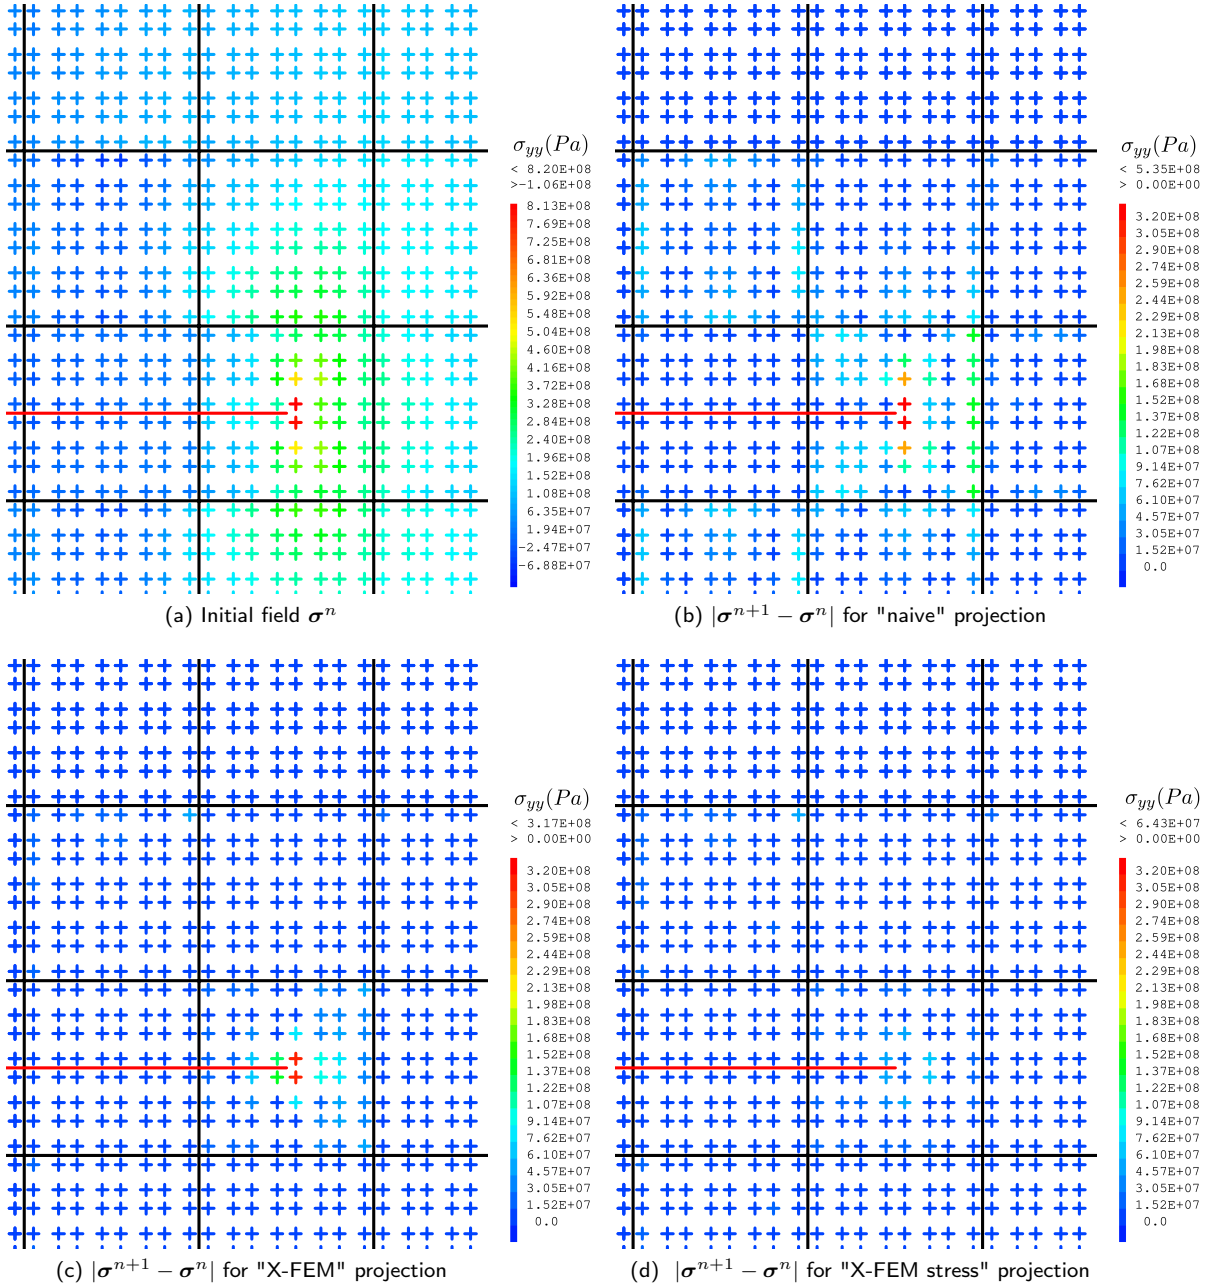 σyy(Pa)
< 8.20E+08
>-1.06E+08
8.13E+08
7.69E+08
7.25E+08
6.81E+08
6.36E+08
5.92E+08
5.48E+08
5.04E+08
4.60E+08
4.16E+08
3.72E+08
3.28E+08
2.84E+08
2.40E+08
1.96E+08
1.52E+08
1.08E+08
6.35E+07
1.94E+07
-2.47E+07
-6.88E+07
(a) Initial field σⁿ
σyy(Pa)
< 5.35E+08
> 0.00E+00
3.20E+08
3.05E+08
2.90E+08
2.74E+08
2.59E+08
2.44E+08
2.29E+08
2.13E+08
1.98E+08
1.83E+08
1.68E+08
1.52E+08
1.37E+08
1.22E+08
1.07E+08
9.14E+07
7.62E+07
6.10E+07
4.57E+07
3.05E+07
1.52E+07
0.0
(b) |σⁿ⁺¹ − σⁿ| for "naive" projection
σyy(Pa)
< 3.17E+08
> 0.00E+00
3.20E+08
3.05E+08
2.90E+08
2.74E+08
2.59E+08
2.44E+08
2.29E+08
2.13E+08
1.98E+08
1.83E+08
1.68E+08
1.52E+08
1.37E+08
1.22E+08
1.07E+08
9.14E+07
7.62E+07
6.10E+07
4.57E+07
3.05E+07
1.52E+07
0.0
(c) |σⁿ⁺¹ − σⁿ| for "X-FEM" projection
σyy(Pa)
< 6.43E+07
> 0.00E+00
3.20E+08
3.05E+08
2.90E+08
2.74E+08
2.59E+08
2.44E+08
2.29E+08
2.13E+08
1.98E+08
1.83E+08
1.68E+08
1.52E+08
1.37E+08
1.22E+08
1.07E+08
9.14E+07
7.62E+07
6.10E+07
4.57E+07
3.05E+07
1.52E+07
0.0
(d) |σⁿ⁺¹ − σⁿ| for "X-FEM stress" projection